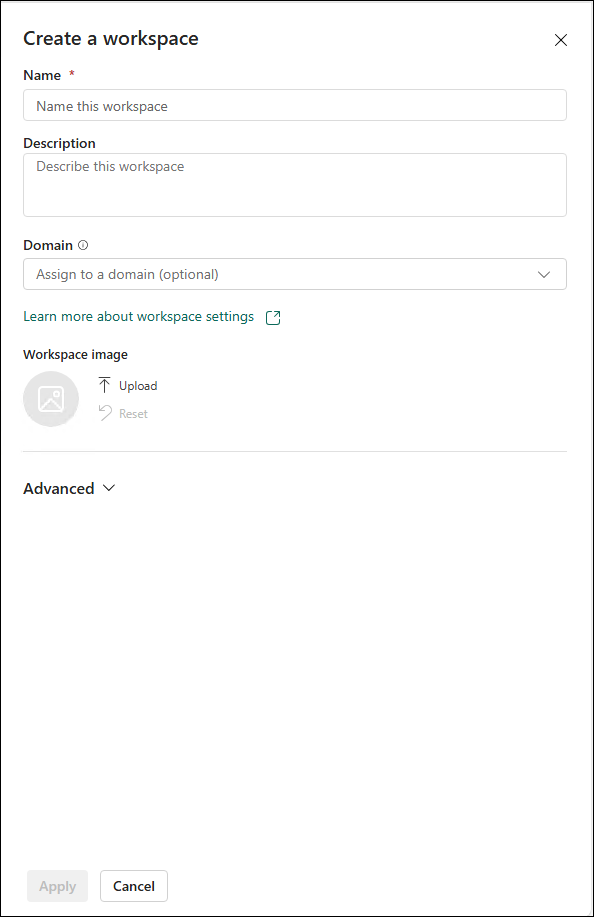 Create a workspace
Name *
Name this workspace
Description
Describe this workspace
Domain
Assign to a domain (optional)
Learn more about workspace settings
Workspace image
Upload
Reset
Advanced
Apply Cancel